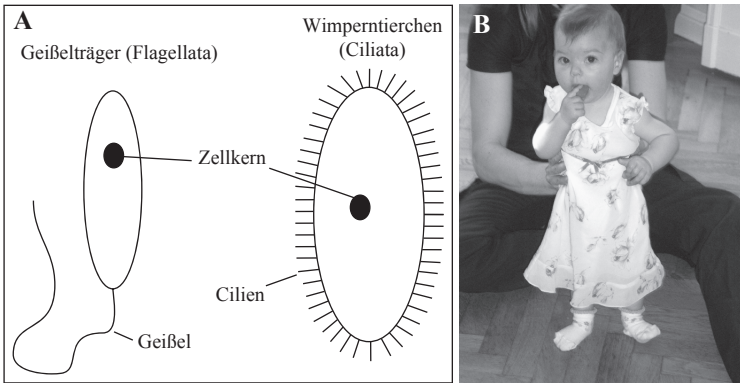 A
Geißelträger (Flagellata)
Wimperntierchen
(Ciliata)
Zellkern
Cilien
Geißel
B